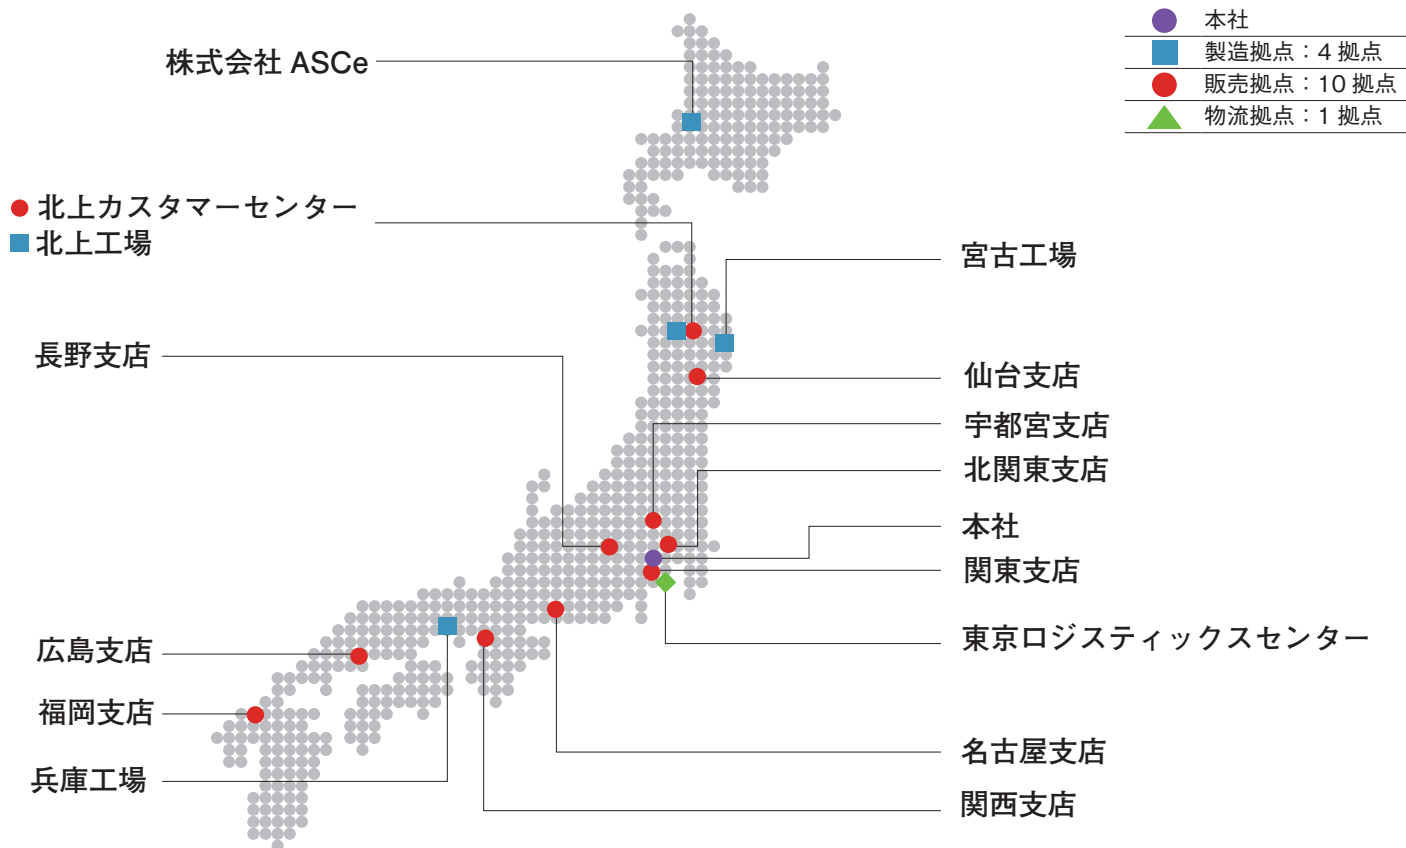 本社
製造拠点：4 拠点
販売拠点：10 拠点
物流拠点：1 拠点
株式会社 ASCe
北上カスタマーセンター
北上工場
宮古工場
長野支店
仙台支店
宇都宮支店
北関東支店
本社
関東支店
東京ロジスティックスセンター
広島支店
福岡支店
兵庫工場
名古屋支店
関西支店